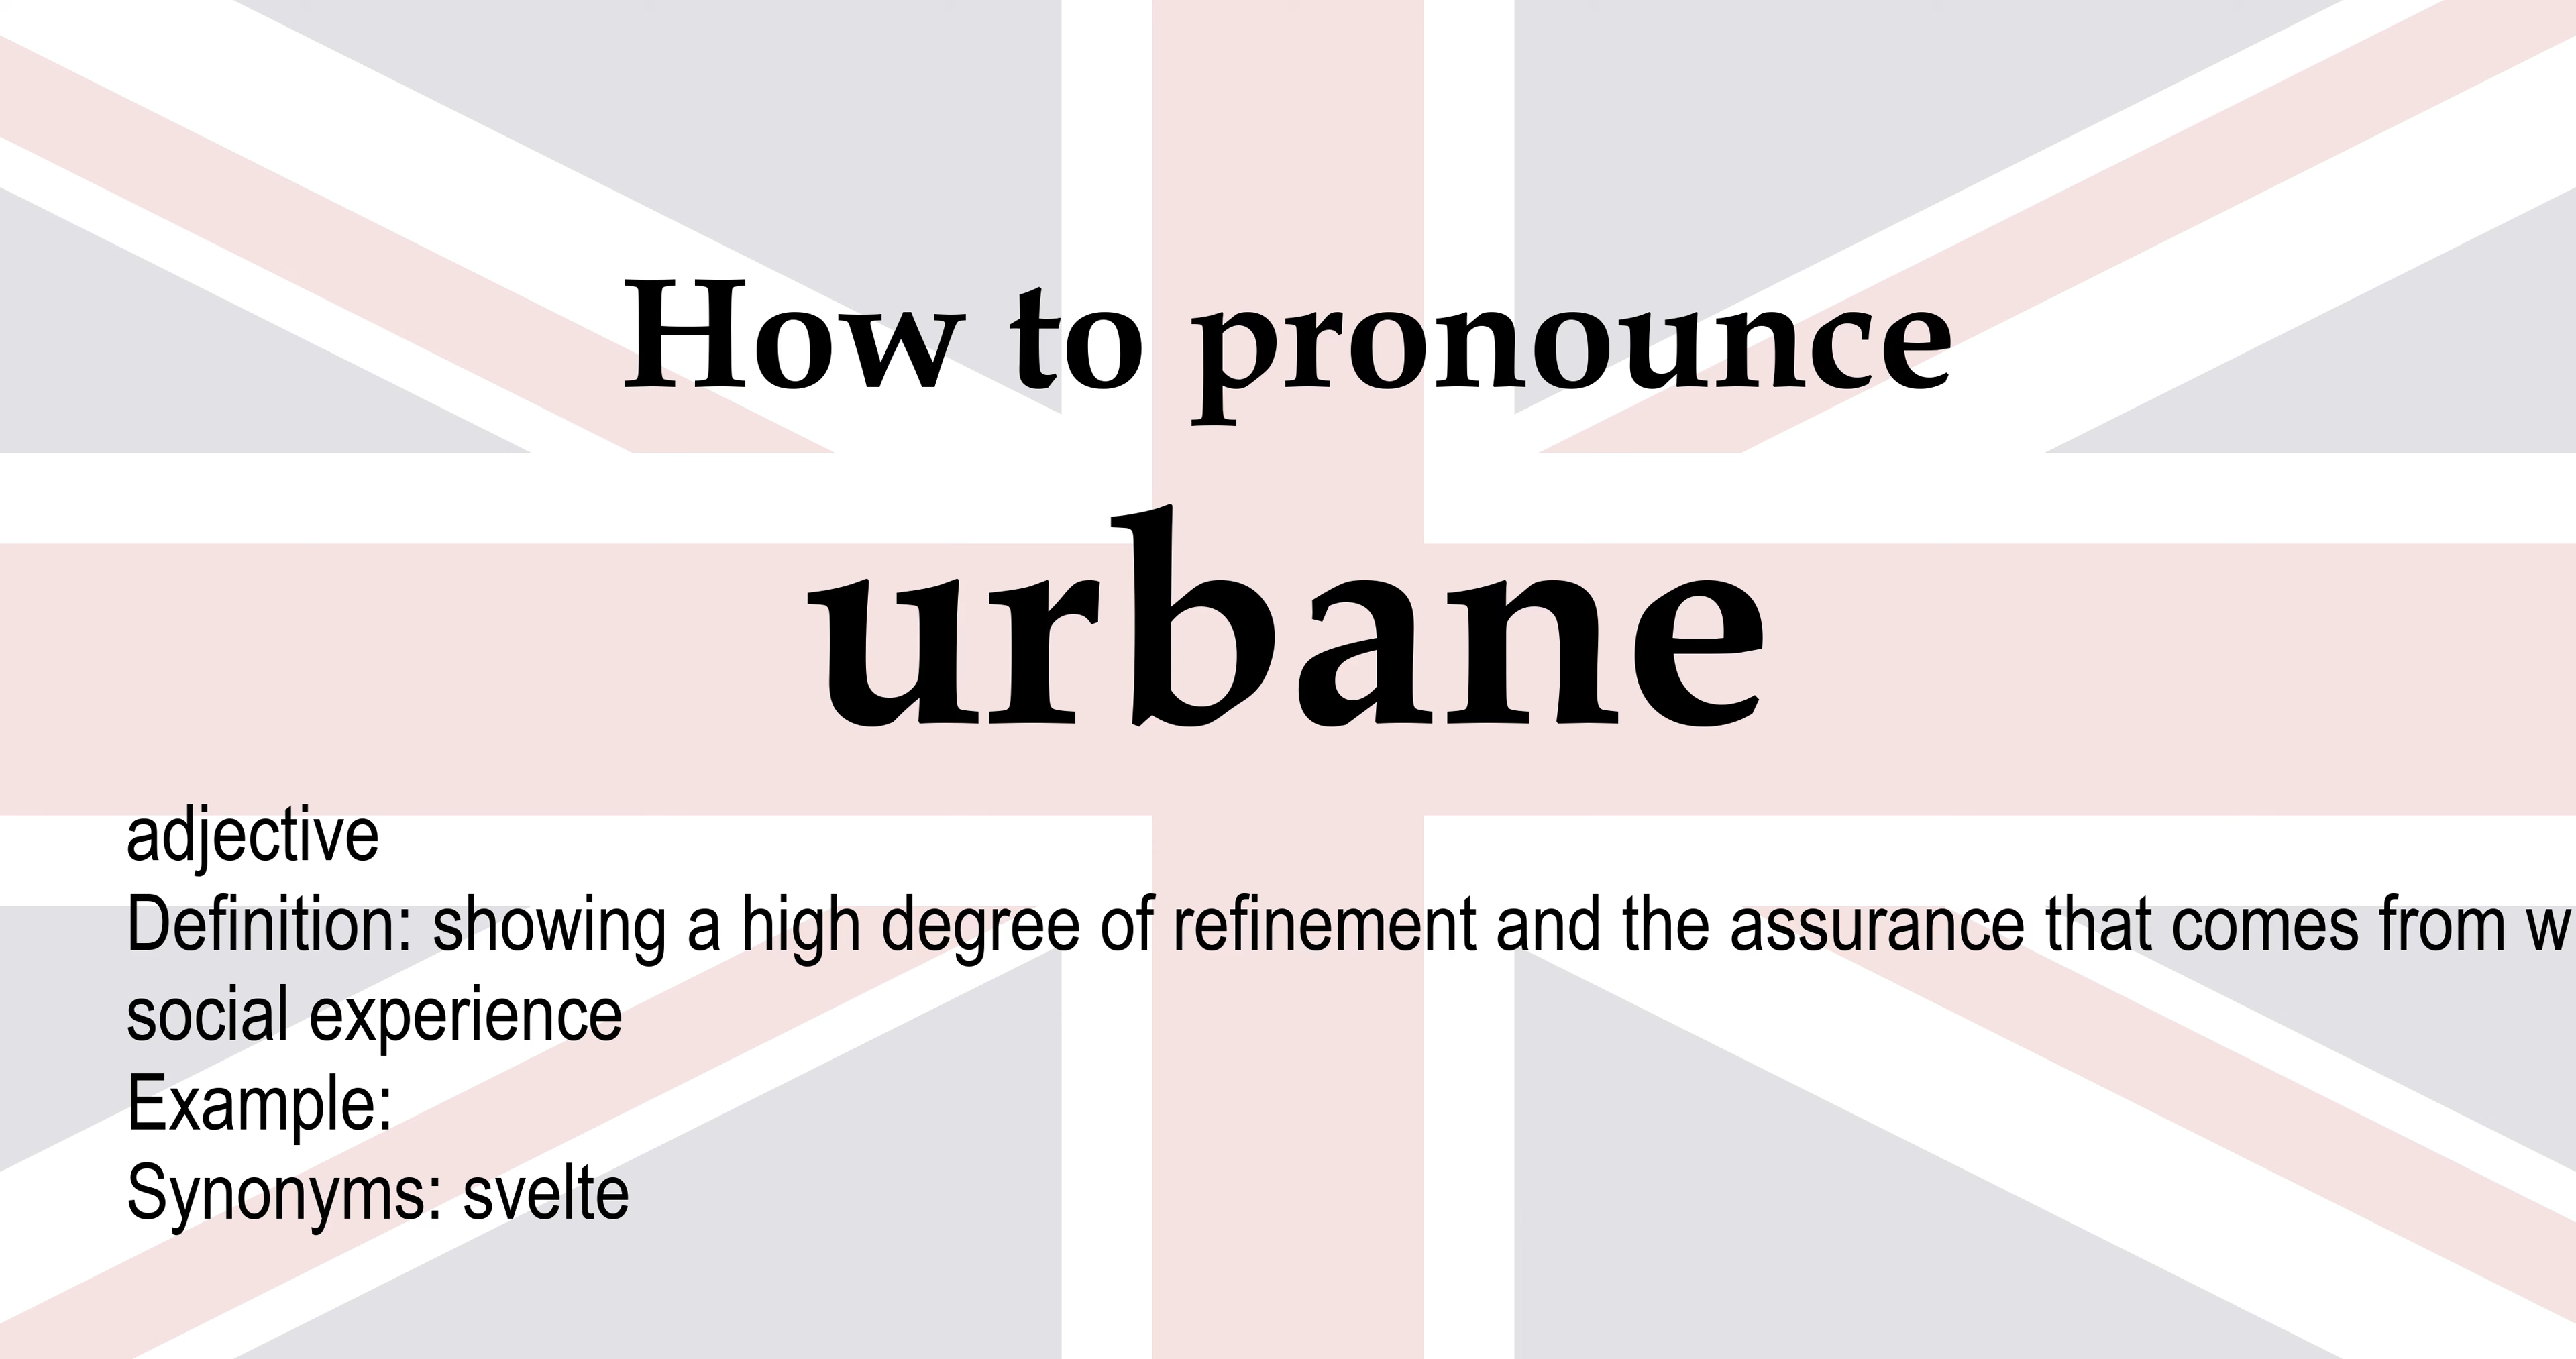 How to pronounce
urbane
adjective
Definition: showing a high degree of refinement and the assurance that comes from w
social experience
Example:
Synonyms: svelte